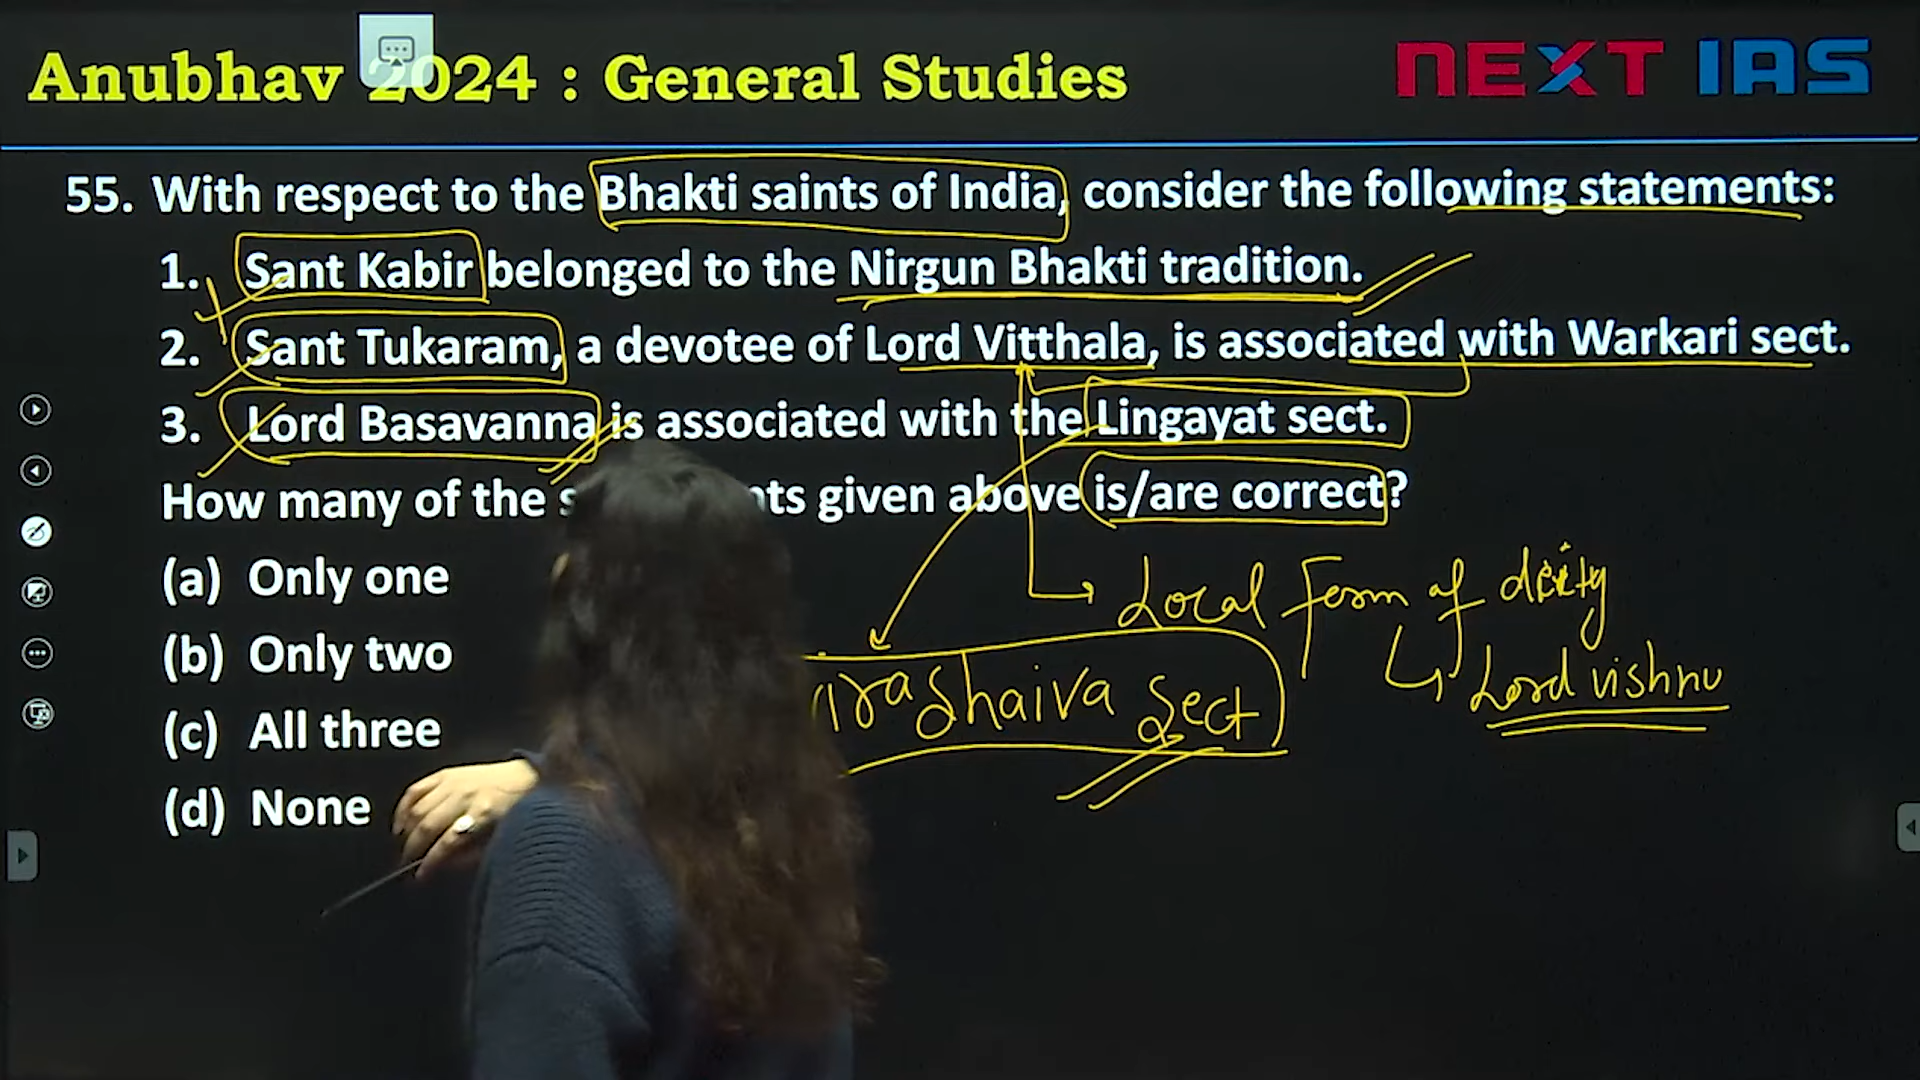 Anubhav 2024 : General Studies
NEXT IAS
55. With respect to the Bhakti saints of India, consider the following statements:
1. Sant Kabir belonged to the Nirgun Bhakti tradition.
2. Sant Tukaram, a devotee of Lord Vitthala, is associated with Warkari sect.
3. Lord Basavanna is associated with the Lingayat sect.
How many of the s ts given above is/are correct?
(a) Only one
Local Form of deity
(b) Only two
Lord vishnu
irashaiva Sect
(c) All three
(d) None